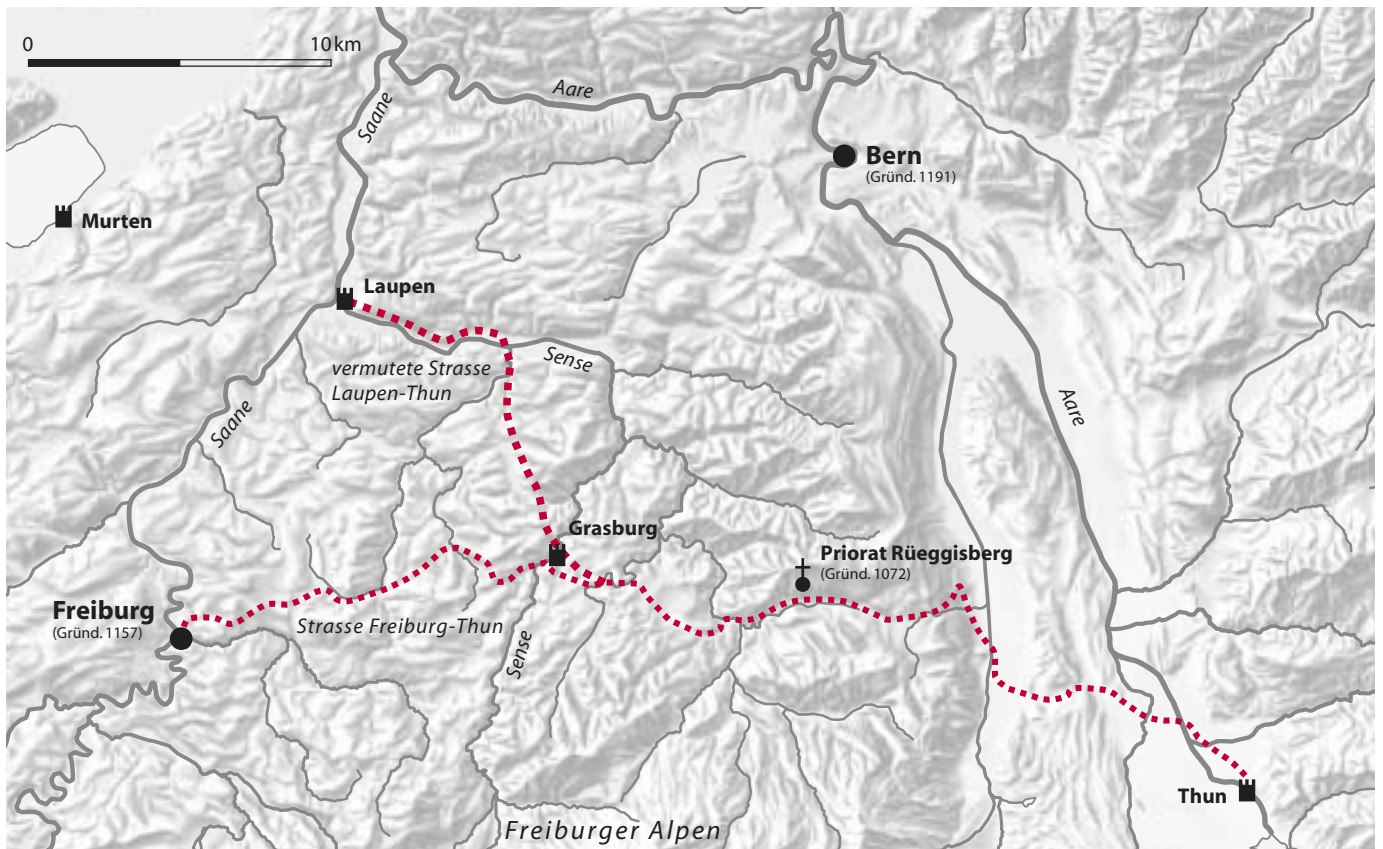 0 10 km
Saane
Aare
Bern
(Gründ. 1191)
Murten
Laupen
vermutete Strasse
Laupen-Thun
Sense
Saane
Aare
Grasburg
Priorat Rüeggisberg
(Gründ. 1072)
Freiburg
(Gründ. 1157)
Strasse Freiburg-Thun
Sense
Thun
Freiburger Alpen